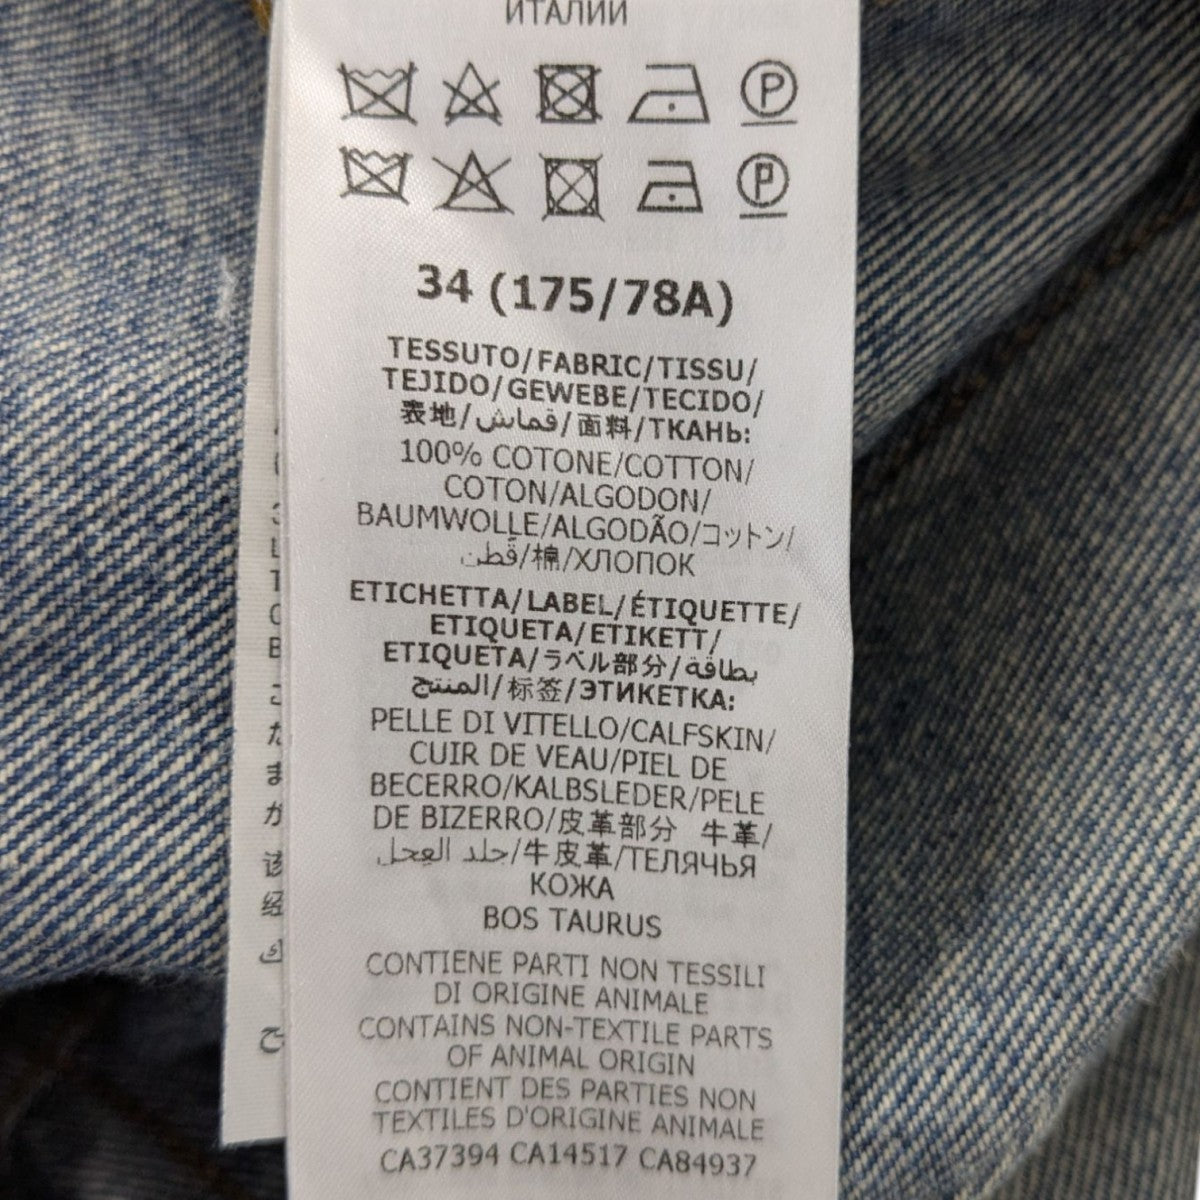 ИТАЛИИ
P
P
34 (175/78A)
TESSUTO/FABRIC/TISSU/
TEJIDO/GEWEBE/TECIDO/
表地/قماش/面料/ТКАНЬ:
100% COTONE/COTTON/
COTON/ALGODON/
BAUMWOLLE/ALGODÃO/コットン/
قطن/棉/ХЛОПОК
ETICHETTA/LABEL/ÉTIQUETTE/
ETIQUETA/ETIKETT/
ETIQUETA/ラベル部分/بطاقة
المنتج/标签/ЭТИКЕТКА:
PELLE DI VITELLO/CALFSKIN/
CUIR DE VEAU/PIEL DE
BECERRO/KALBSLEDER/PELE
DE BIZERRO/皮革部分 牛革/
جلد العجل/牛皮革/ТЕЛЯЧЬЯ
КОЖА
BOS TAURUS
CONTIENE PARTI NON TESSILI
DI ORIGINE ANIMALE
CONTAINS NON-TEXTILE PARTS
OF ANIMAL ORIGIN
CONTIENT DES PARTIES NON
TEXTILES D'ORIGINE ANIMALE
CA37394 CA14517 CA84937